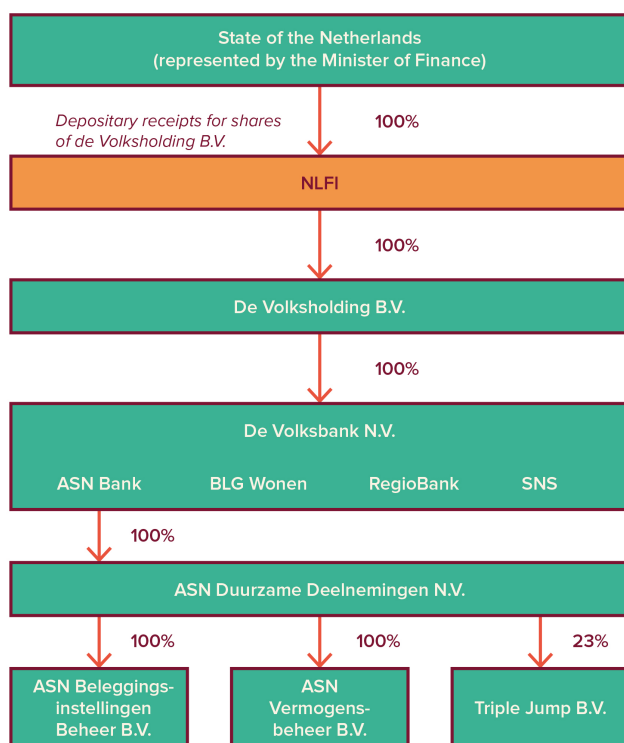 State of the Netherlands
(represented by the Minister of Finance)
Depositary receipts for shares
of de Volksholding B.V.
100%
NLFI
100%
De Volksholding B.V.
100%
De Volksbank N.V.
ASN Bank BLG Wonen RegioBank SNS
100%
ASN Duurzame Deelnemingen N.V.
100% 100% 23%
ASN Beleggings-
instellingen
Beheer B.V.
ASN
Vermogens-
beheer B.V.
Triple Jump B.V.